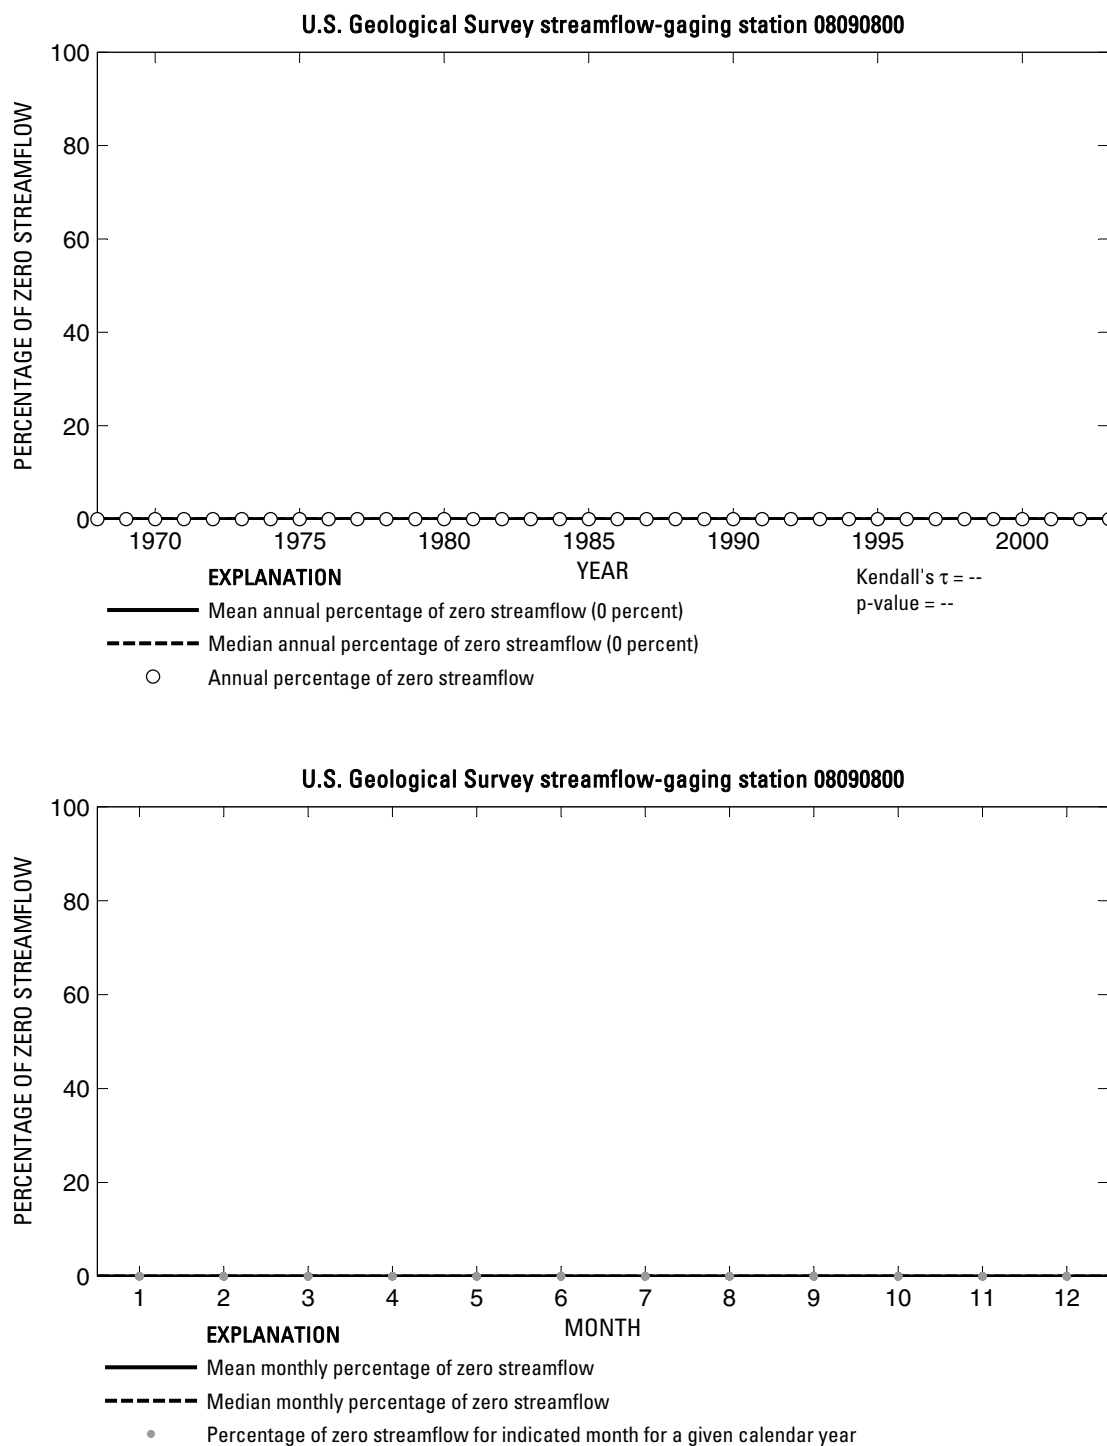 U.S. Geological Survey streamflow-gaging station 08090800
100
80
60
40
20
0
PERCENTAGE OF ZERO STREAMFLOW
1970 1975 1980 1985 1990 1995 2000
YEAR
EXPLANATION
Mean annual percentage of zero streamflow (0 percent)
Median annual percentage of zero streamflow (0 percent)
Annual percentage of zero streamflow
Kendall's τ = --
p-value = --
U.S. Geological Survey streamflow-gaging station 08090800
100
80
60
40
20
0
PERCENTAGE OF ZERO STREAMFLOW
1 2 3 4 5 6 7 8 9 10 11 12
MONTH
EXPLANATION
Mean monthly percentage of zero streamflow
Median monthly percentage of zero streamflow
Percentage of zero streamflow for indicated month for a given calendar year